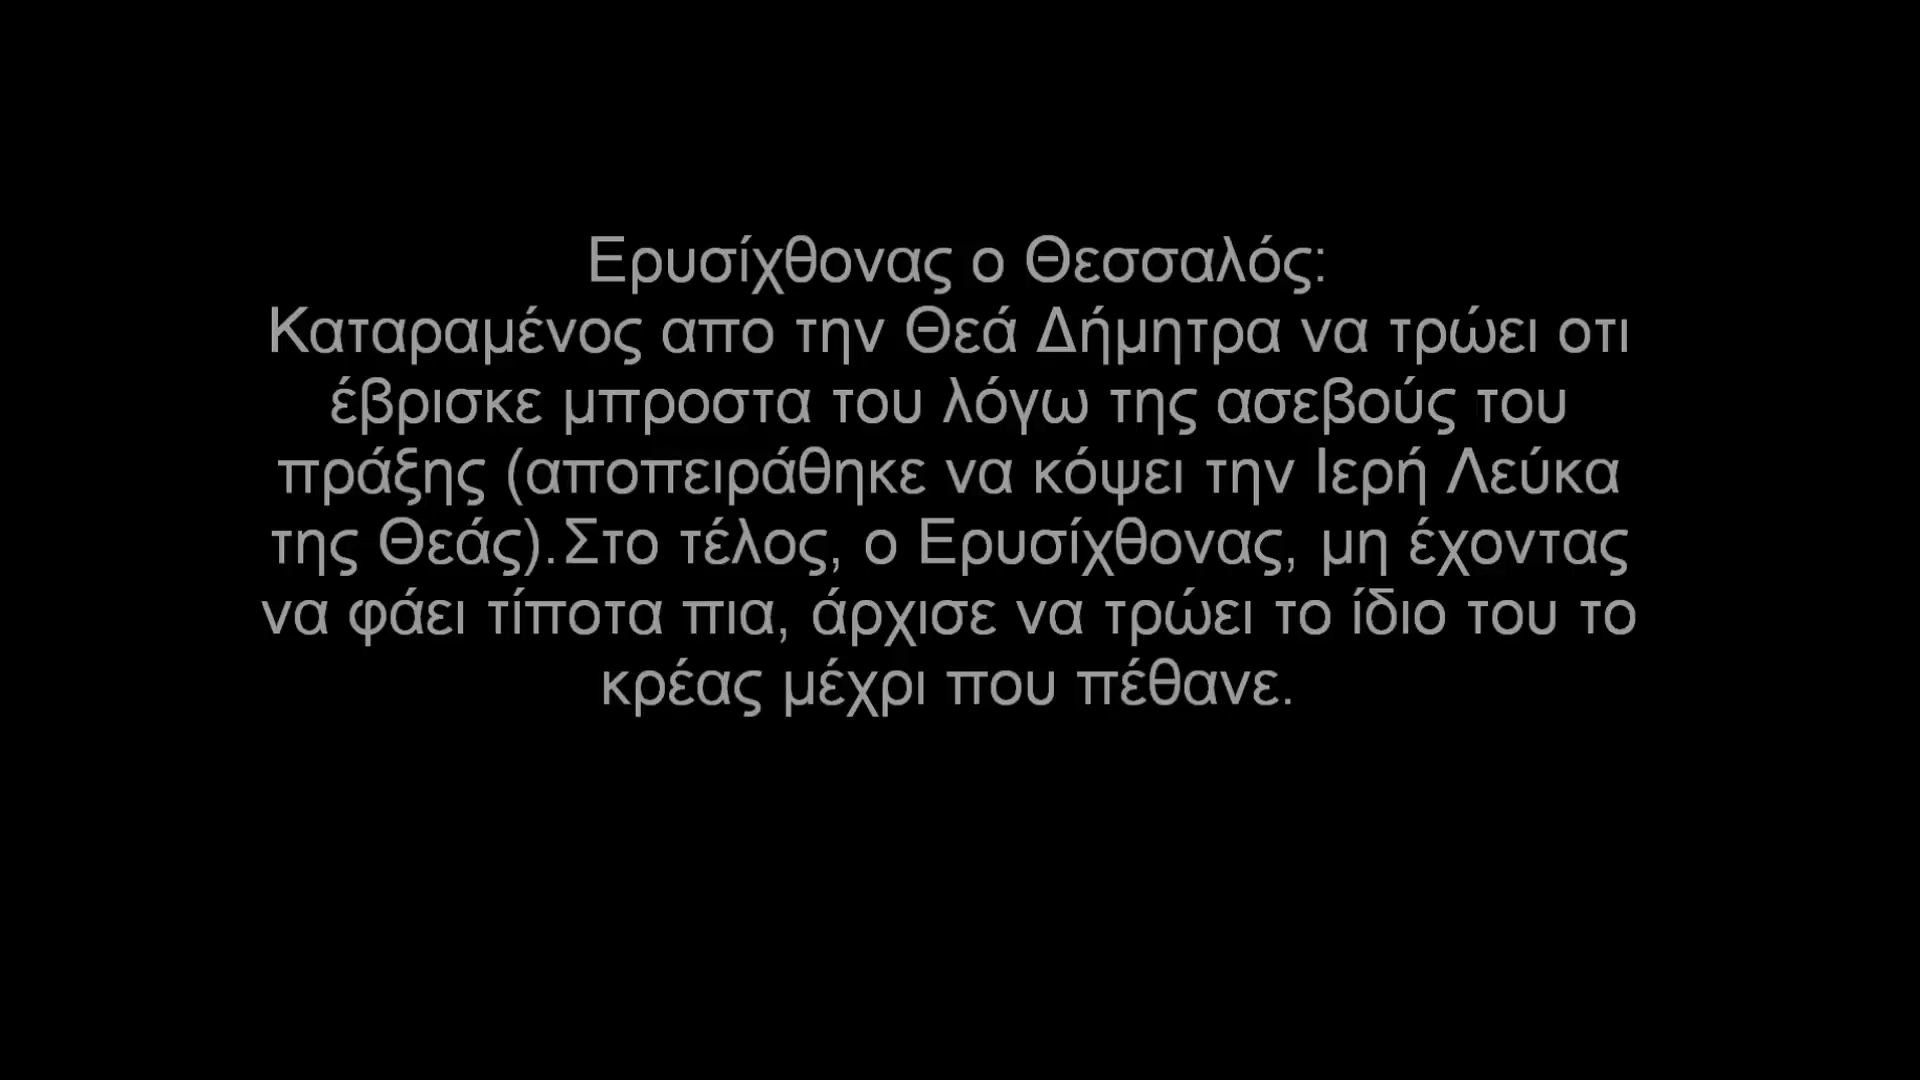 Ερυσίχθονας ο Θεσσαλός:
Καταραμένος απο την Θεά Δήμητρα να τρώει οτι
έβρισκε μπροστα του λόγω της ασεβούς του
πράξης (αποπειράθηκε να κόψει την Ιερή Λεύκα
της Θεάς).Στο τέλος, ο Ερυσίχθονας, μη έχοντας
να φάει τίποτα πια, άρχισε να τρώει το ίδιο του το
κρέας μέχρι που πέθανε.